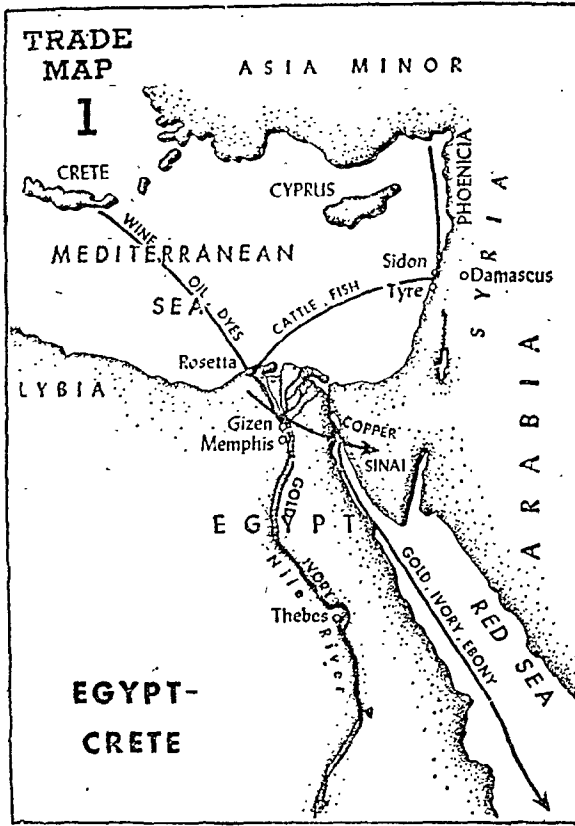 TRADE
MAP
1
ASIA MINOR
CRETE
CYPRUS
PHOENICIA
SYRIA
WINE
MEDITERRANEAN
Sidon
Damascus
OIL - DYES
SEA
CATTLE, FISH
Tyre
Rosetta
LYBIA
ARABIA
Gizen
Memphis
COPPER
SINAI
GOLD
EGYPT
IVORY
GOLD, IVORY, EBONY
Nile River
Thebes
RED SEA
EGYPT-
CRETE